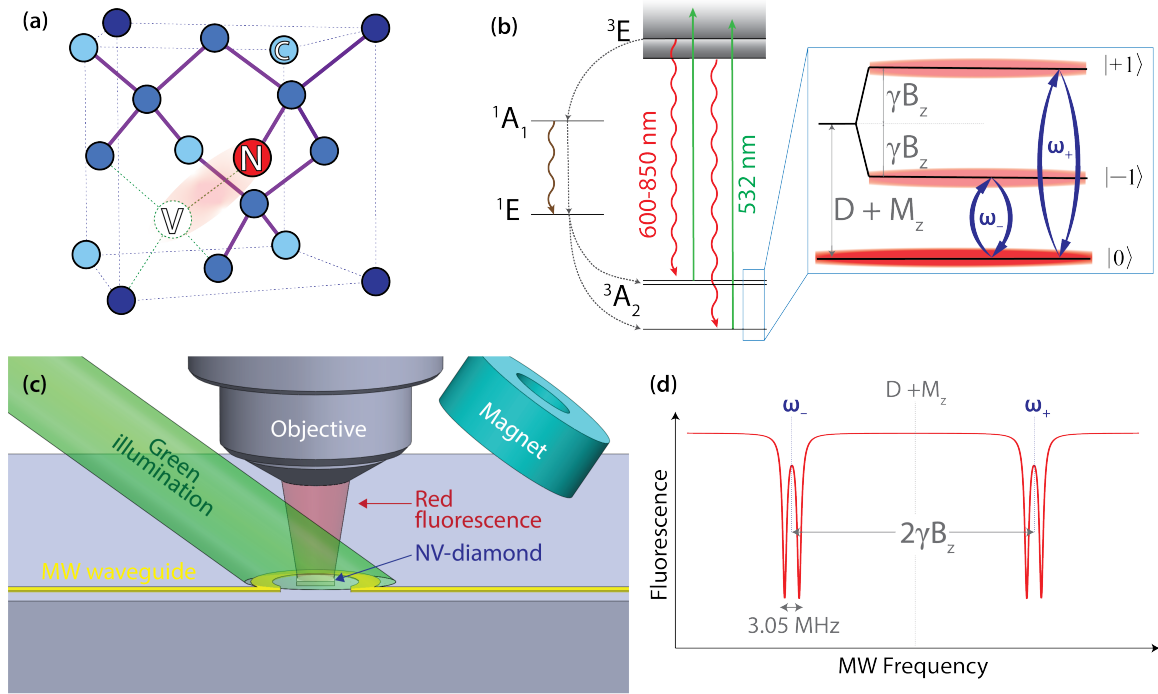 (a)
C
N
V
(b)
³E
¹A₁
¹E
³A₂
600-850 nm
532 nm
|+1⟩
γB_z
γB_z
ω₊
|−1⟩
D + M_z
ω₋
|0⟩
(c)
Green
illumination
Objective
Magnet
Red
fluorescence
NV-diamond
MW waveguide
(d)
D +M_z
ω₋
ω₊
2γB_z
3.05 MHz
Fluorescence
MW Frequency